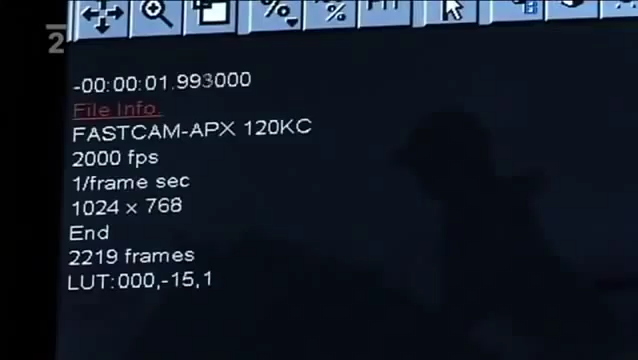 2
-00:00:01.993000
File Info.
FASTCAM-APX 120KC
2000 fps
1/frame sec
1024 x 768
End
2219 frames
LUT:000,-15,1